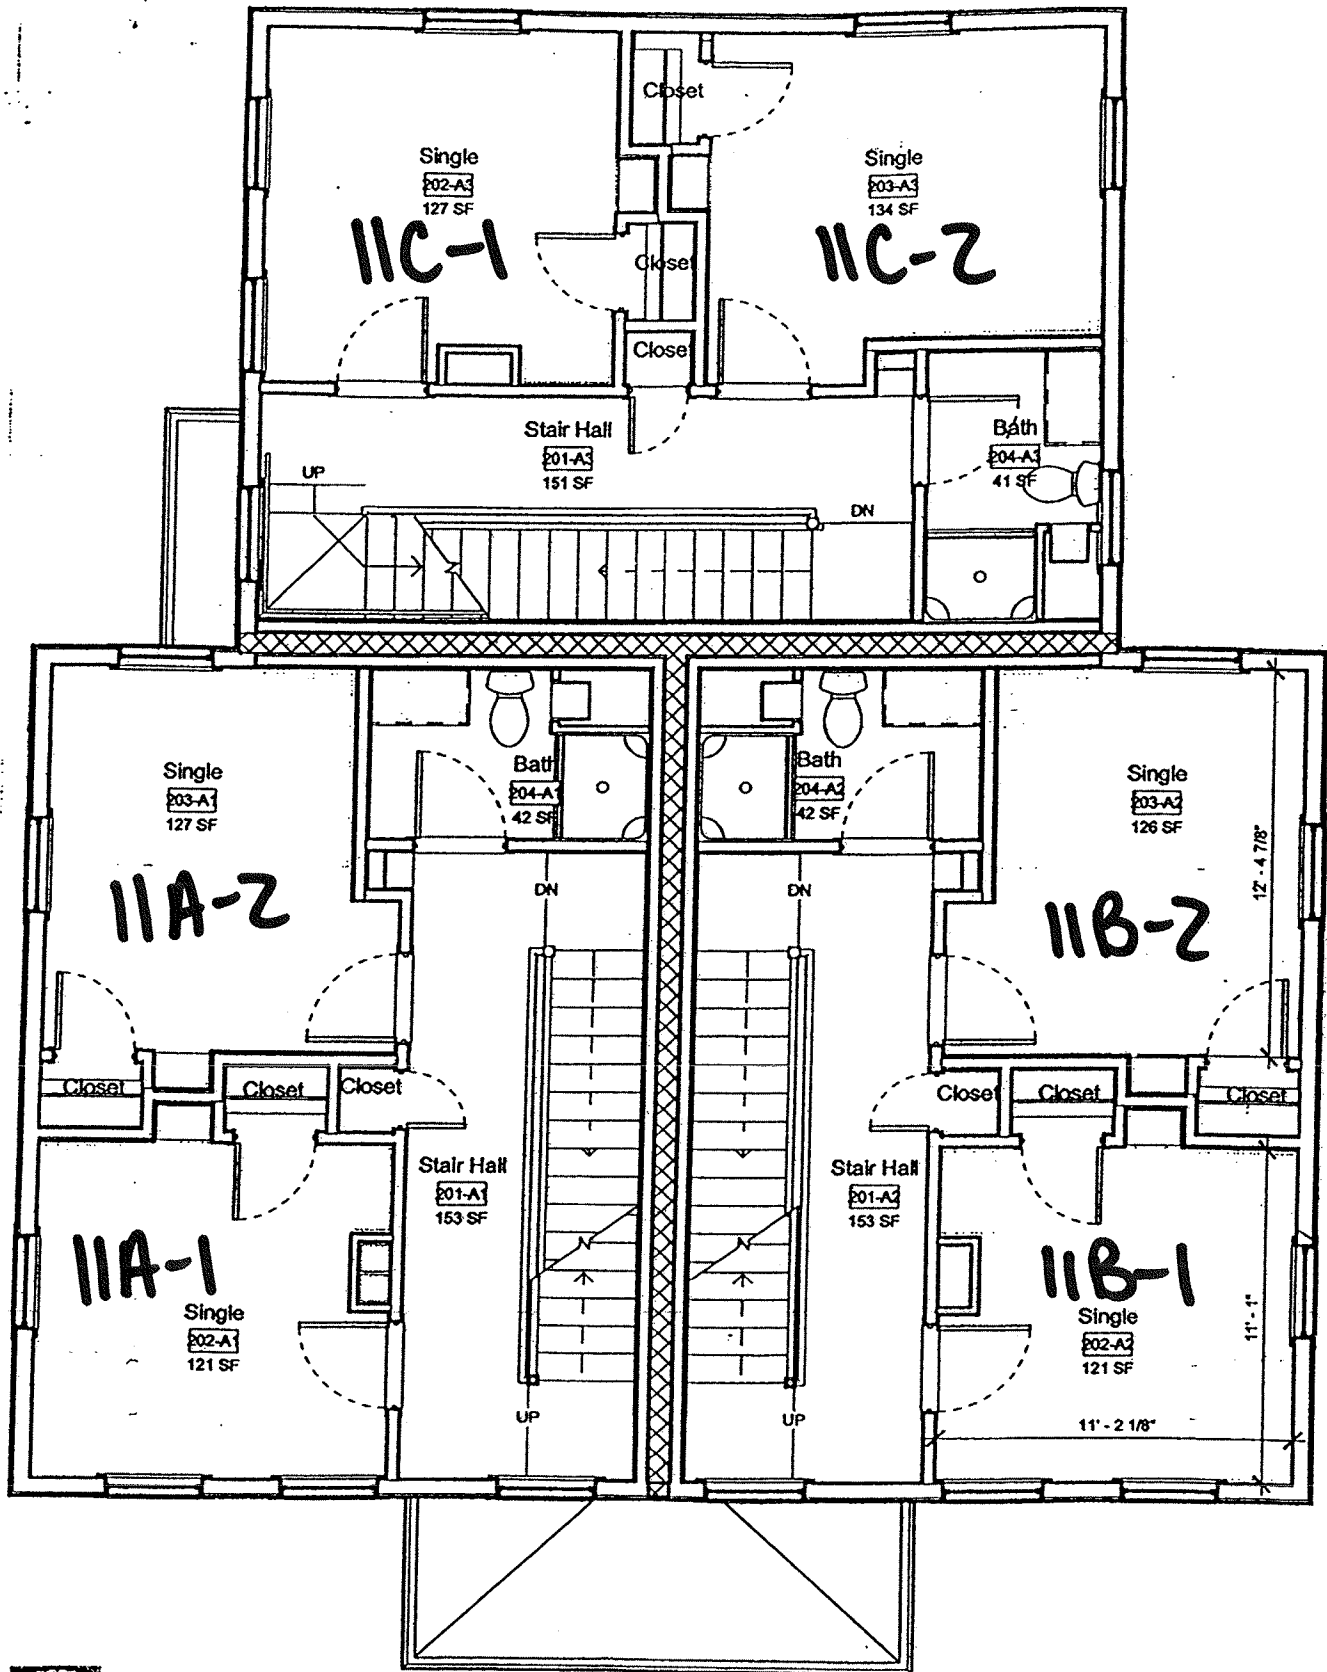 Closet
Single
202-A3
127 SF
11C-1
Single
203-A3
134 SF
11C-2
Closet
Closet
Stair Hall
201-A3
151 SF
Bath
204-A3
41 SF
UP
DN
Single
203-A1
127 SF
11A-2
Bath
204-A1
42 SF
Bath
204-A2
42 SF
Single
203-A2
126 SF
11B-2
12' - 4 7/8"
DN
DN
Closet
Closet
Closet
Closet
Closet
Closet
Stair Hall
201-A1
153 SF
Stair Hall
201-A2
153 SF
11A-1
Single
202-A1
121 SF
11B-1
Single
202-A2
121 SF
11' - 1"
UP
UP
11' - 2 1/8"